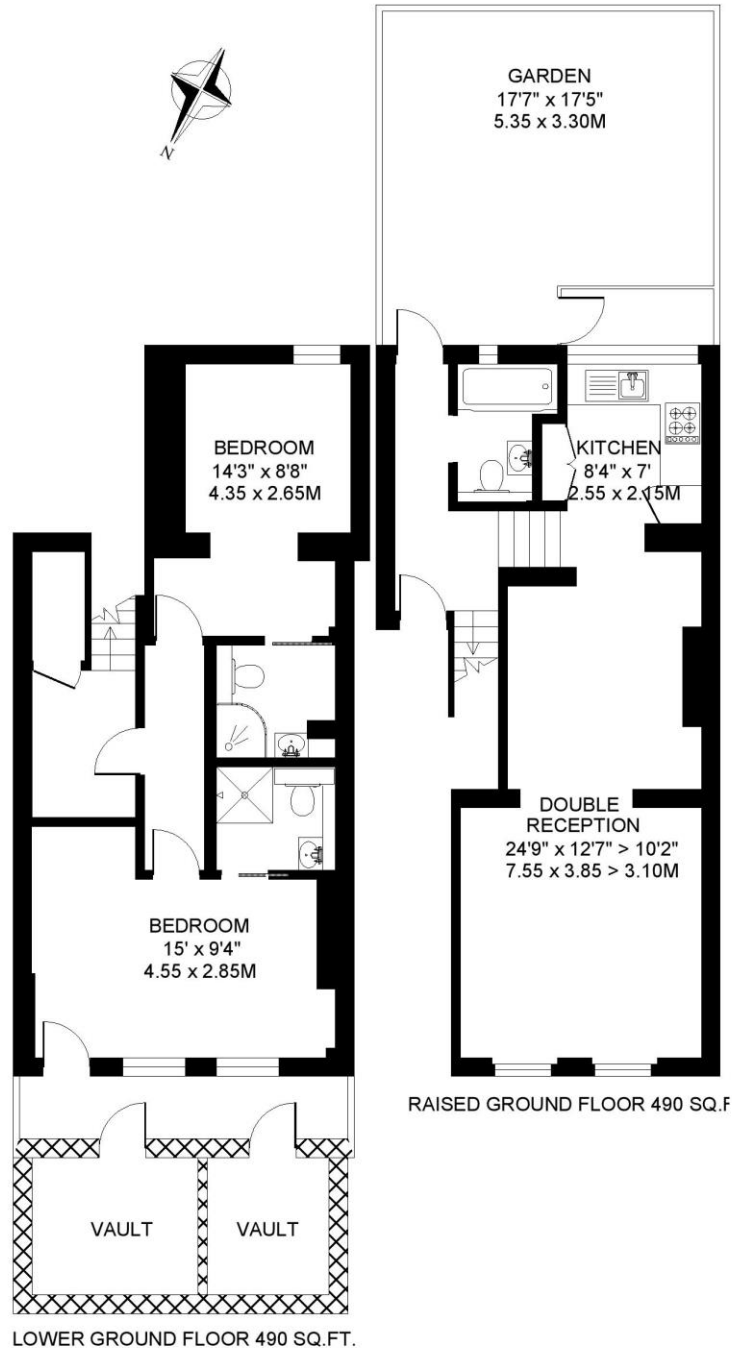 GARDEN
17'7" x 17'5"
5.35 x 3.30M
N
BEDROOM
14'3" x 8'8"
4.35 x 2.65M
KITCHEN
8'4" x 7'
2.55 x 2.15M
DOUBLE
RECEPTION
24'9" x 12'7" > 10'2"
7.55 x 3.85 > 3.10M
BEDROOM
15' x 9'4"
4.55 x 2.85M
RAISED GROUND FLOOR 490 SQ.F
VAULT
VAULT
LOWER GROUND FLOOR 490 SQ.FT.